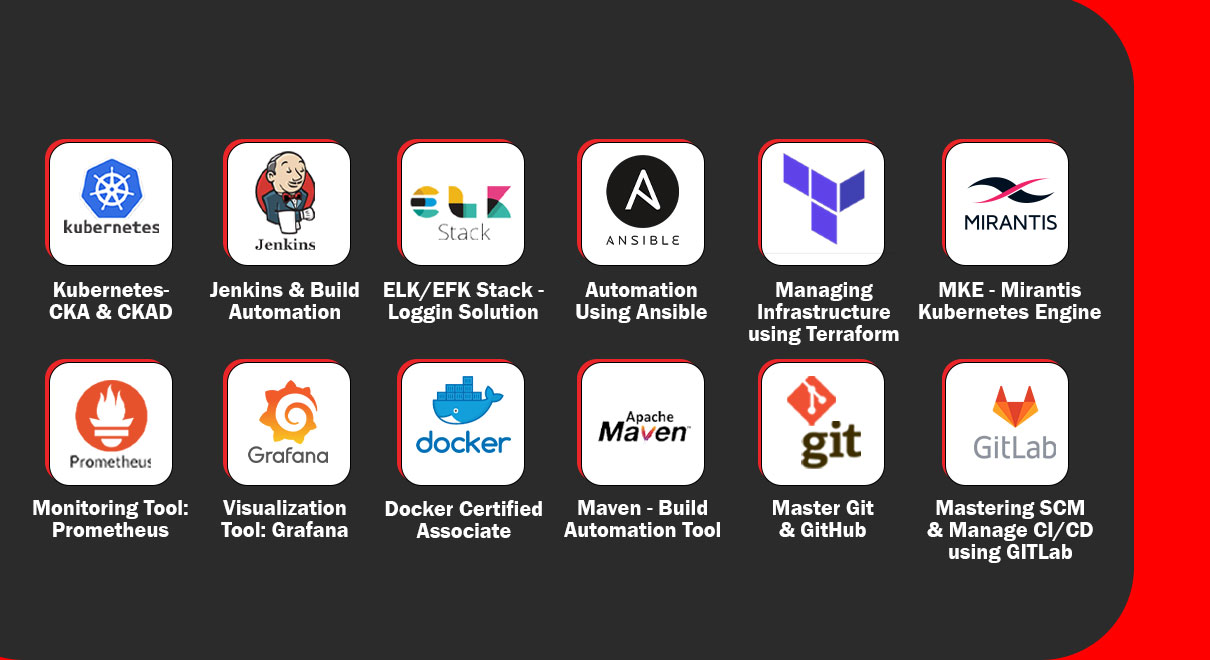 kubernetes
Kubernetes-
CKA & CKAD
Jenkins
Jenkins & Build
Automation
ELK
Stack
ELK/EFK Stack -
Loggin Solution
ANSIBLE
Automation
Using Ansible
Managing
Infrastructure
using Terraform
MIRANTIS
MKE - Mirantis
Kubernetes Engine
Prometheus
Monitoring Tool:
Prometheus
Grafana
Visualization
Tool: Grafana
docker
Docker Certified
Associate
Apache
Maven™
Maven - Build
Automation Tool
git
Master Git
& GitHub
GitLab
Mastering SCM
& Manage CI/CD
using GITLab